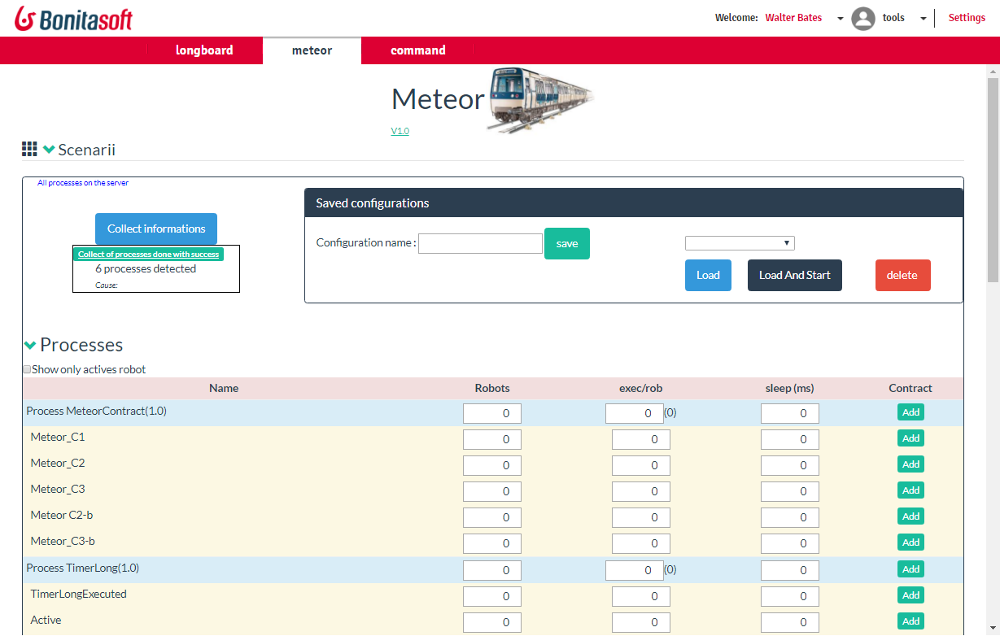 Bonitasoft
Welcome: Walter Bates tools Settings
longboard meteor command
Meteor
V1.0
Scenarii
All processes on the server
Saved configurations
Collect informations
Configuration name : save
Collect of processes done with success
6 processes detected
Cause:
Load Load And Start delete
Processes
Show only actives robot
Name Robots exec/rob sleep (ms) Contract
Process MeteorContract(1.0) 0 0 (0) 0 Add
Meteor_C1 0 0 0 Add
Meteor_C2 0 0 0 Add
Meteor_C3 0 0 0 Add
Meteor C2-b 0 0 0 Add
Meteor_C3-b 0 0 0 Add
Process TimerLong(1.0) 0 0 (0) 0 Add
TimerLongExecuted 0 0 0 Add
Active 0 0 0 Add